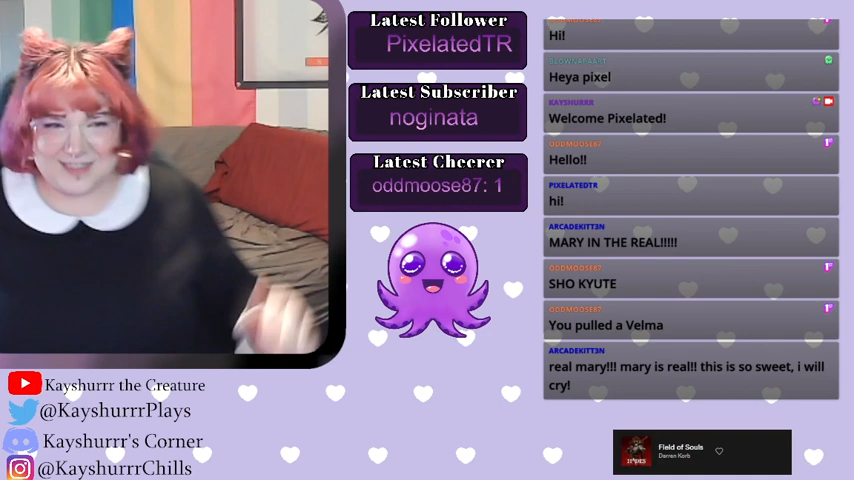 Latest Follower
PixelatedTR
Latest Subscriber
noginata
Latest Cheerer
oddmoose87: 1
Hi!
BLOWNAPARRT
Heya pixel
KAYSHURRR
Welcome Pixelated!
ODDMOOSE87
Hello!!
PIXELATEDTR
hi!
ARCADEKITT3N
MARY IN THE REAL!!!!!
ODDMOOSE87
SHO KYUTE
ODDMOOSE87
You pulled a Velma
ARCADEKITT3N
real mary!!! mary is real!! this is so sweet, i will
cry!
Kayshurrr the Creature
@KayshurrrPlays
Kayshurrr's Corner
@KayshurrrChills
HADES
Field of Souls
Darren Korb